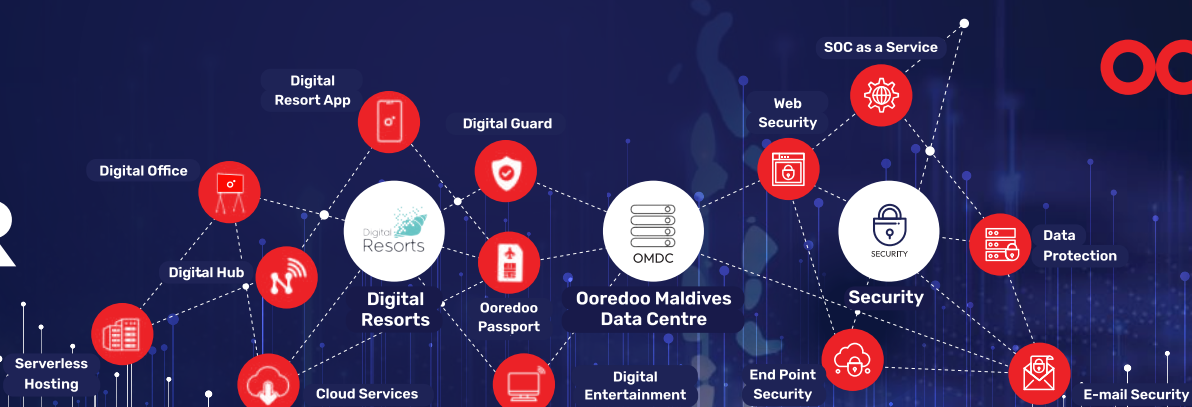 SOC as a Service
Digital
Resort App
Web
Security
Digital Guard
Digital Office
Digital
Resorts
OMDC
SECURITY
Data
Protection
Digital Hub
Digital
Resorts
Ooredoo Maldives
Data Centre
Security
Ooredoo
Passport
Serverless
Hosting
Cloud Services
Digital
Entertainment
End Point
Security
E-mail Security